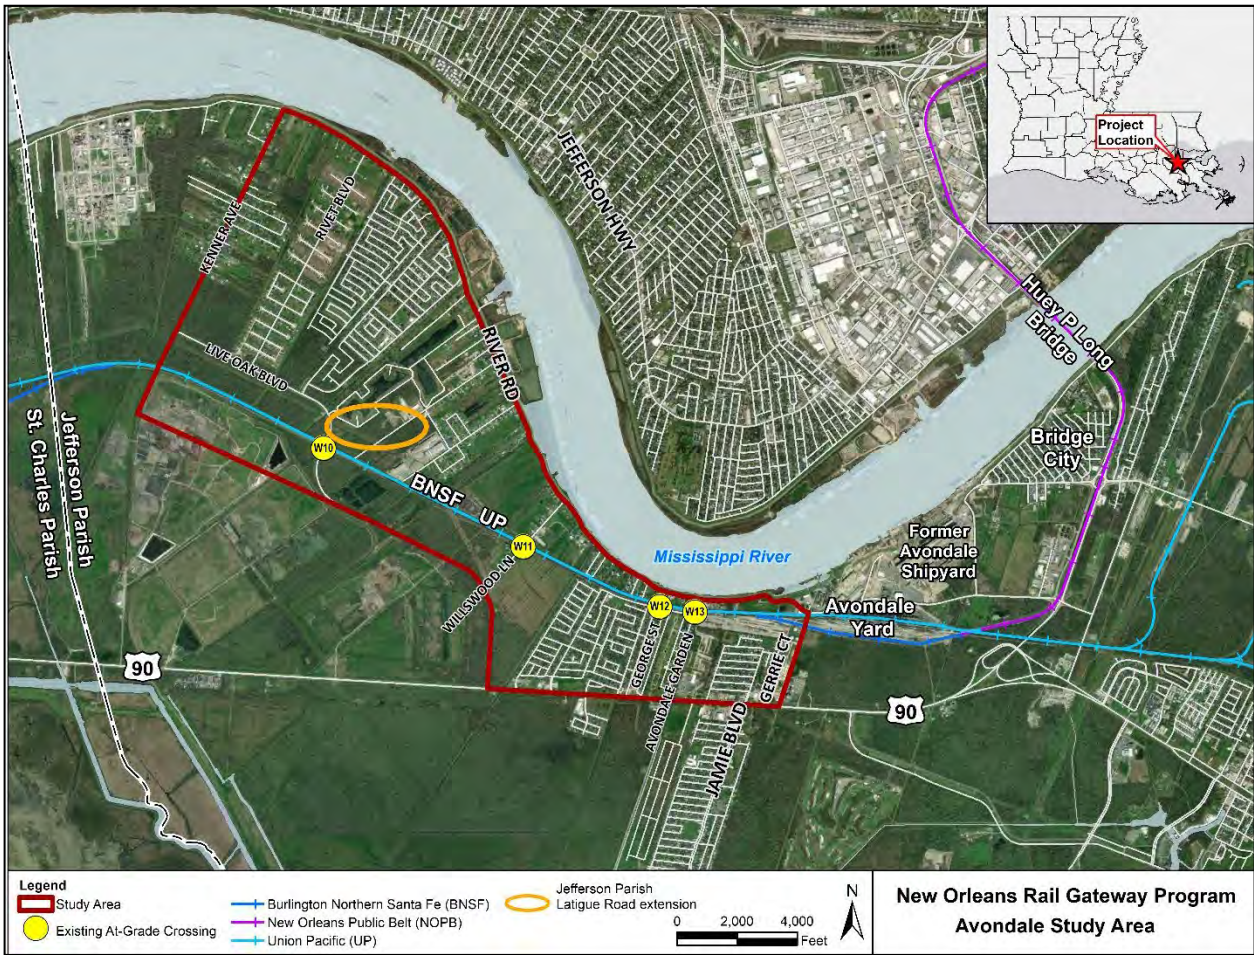 Project
Location
JEFFERSON HWY
KENNER AVE
RIVET BLVD
Huey P Long
Bridge
RIVER RD
LIVE OAK BLVD
Jefferson Parish
St. Charles Parish
W10
BNSF UP
Bridge
City
W11
Former
Avondale
Shipyard
Mississippi River
WILLSWOOD LN
W12
W13
Avondale
Yard
GEORGE ST
AVONDALE GARDEN
GERRIE CT
JAMIE BLVD
90
90
Legend
Study Area
Existing At-Grade Crossing
Burlington Northern Santa Fe (BNSF)
New Orleans Public Belt (NOPB)
Union Pacific (UP)
Jefferson Parish
Latigue Road extension
N
0 2,000 4,000
Feet
New Orleans Rail Gateway Program
Avondale Study Area